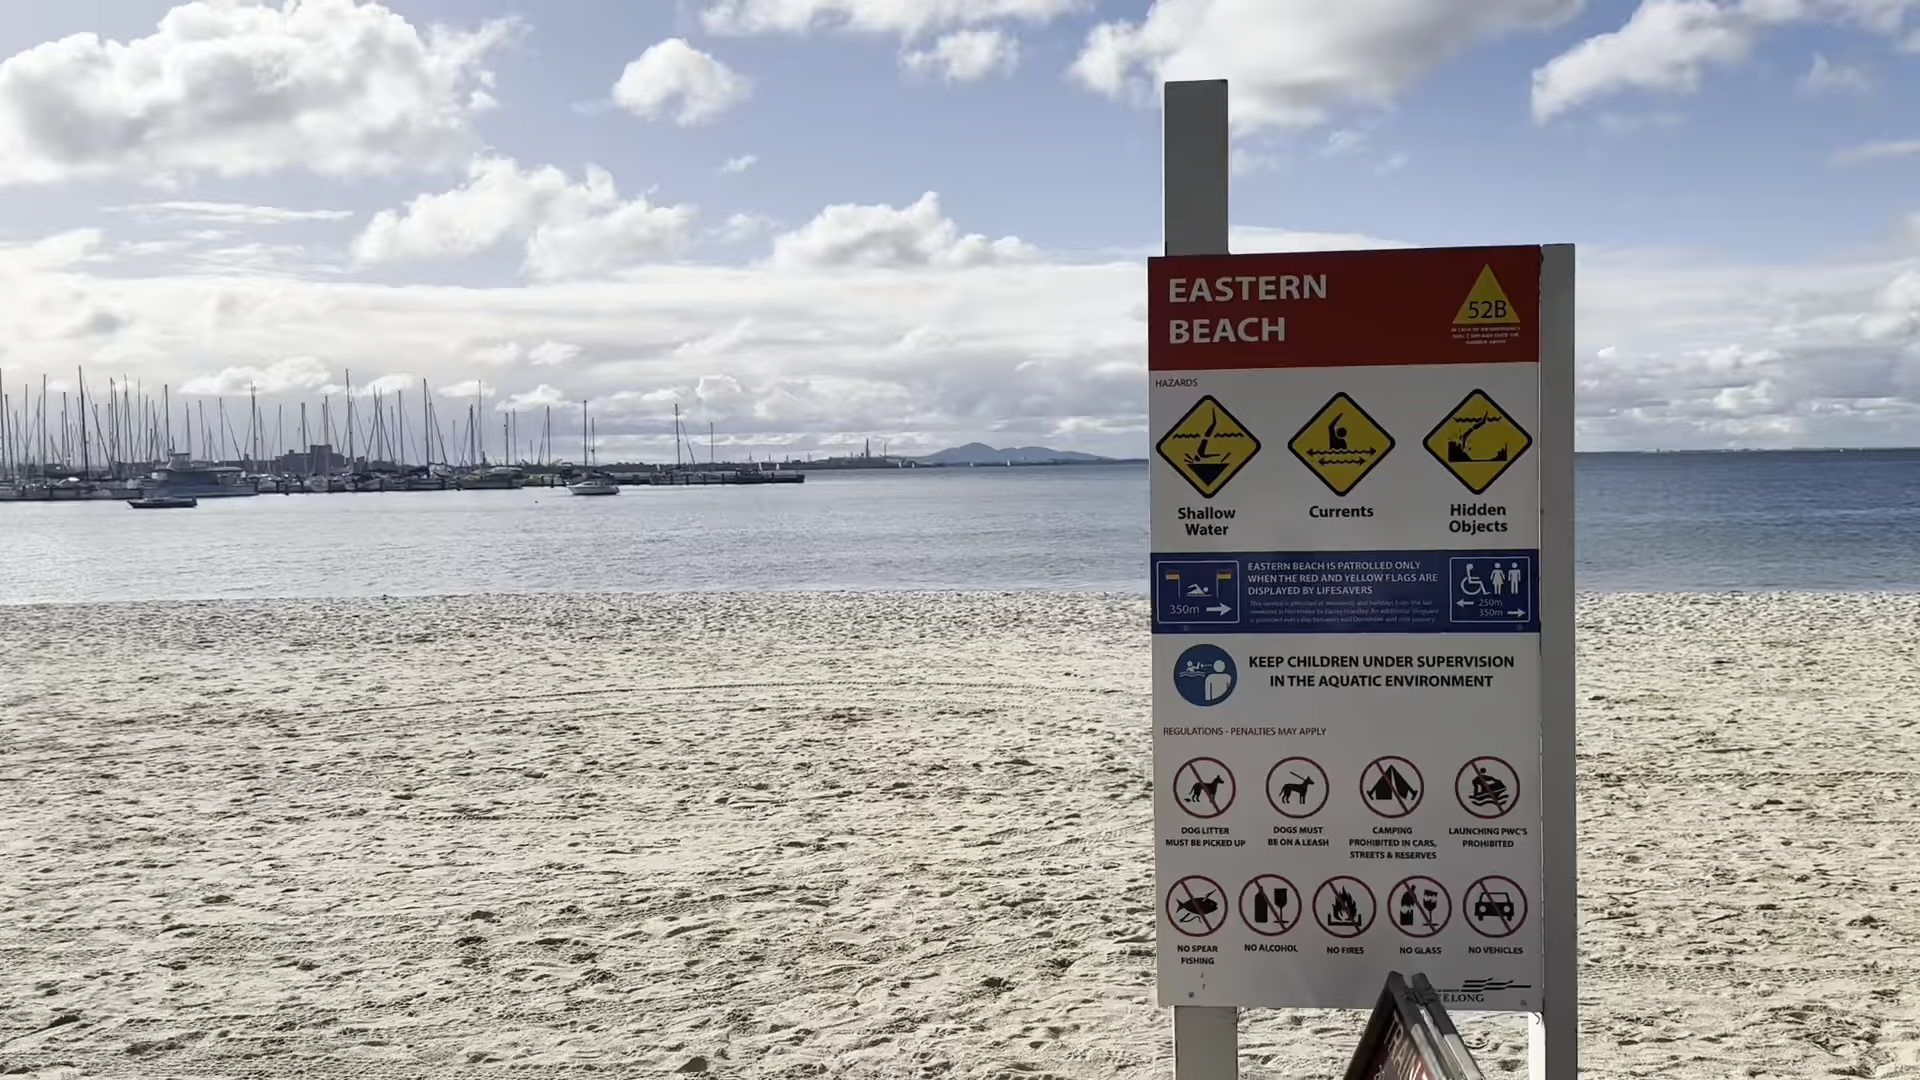 EASTERN
BEACH
52B
HAZARDS
Shallow
Water
Currents
Hidden
Objects
350m
EASTERN BEACH IS PATROLLED ONLY
WHEN THE RED AND YELLOW FLAGS ARE
DISPLAYED BY LIFESAVERS
250m
350m
KEEP CHILDREN UNDER SUPERVISION
IN THE AQUATIC ENVIRONMENT
REGULATIONS - PENALTIES MAY APPLY
DOG LITTER
MUST BE PICKED UP
DOGS MUST
BE ON A LEASH
CAMPING
PROHIBITED IN CARS,
STREETS & RESERVES
LAUNCHING PWC'S
PROHIBITED
NO SPEAR
FISHING
NO ALCOHOL
NO FIRES
NO GLASS
NO VEHICLES